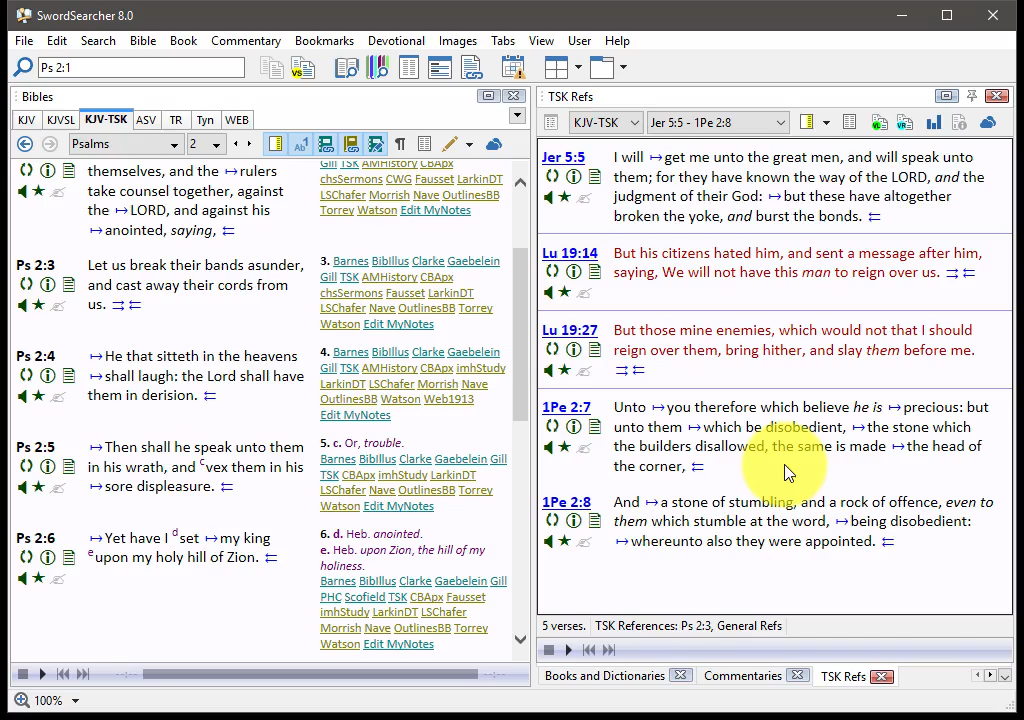 SwordSearcher 8.0
File Edit Search Bible Book Commentary Bookmarks Devotional Images Tabs View User Help
Ps 2:1
Bibles
KJV KJVSL KJV-TSK ASV TR Tyn WEB
Psalms 2
themselves, and the ↦rulers
take counsel together, against
the ↦LORD, and against his
↦anointed, saying,
Gill TSK AMHistory CBApx
chsSermons CWG Fausset LarkinDT
LSChafer Morrish Nave OutlinesBB
Torrey Watson Edit MyNotes
Ps 2:3 Let us break their bands asunder,
and cast away their cords from
us.
3. Barnes BibIllus Clarke Gaebelein
Gill TSK AMHistory CBApx
chsSermons Fausset LarkinDT
LSChafer Nave OutlinesBB Torrey
Watson Edit MyNotes
Ps 2:4 ↦He that sitteth in the heavens
↦shall laugh: the Lord shall have
them in derision.
4. Barnes BibIllus Clarke Gaebelein
Gill TSK AMHistory CBApx imhStudy
LarkinDT LSChafer Morrish Nave
OutlinesBB Watson Web1913
Edit MyNotes
Ps 2:5 ↦Then shall he speak unto them
in his wrath, and c vex them in his
↦sore displeasure.
5. c. Or, trouble.
Barnes BibIllus Clarke Gaebelein Gill
TSK CBApx imhStudy LarkinDT
LSChafer Morrish Nave OutlinesBB
Torrey Watson Edit MyNotes
Ps 2:6 ↦Yet have I d set ↦my king
e upon my holy hill of Zion.
6. d. Heb. anointed.
e. Heb. upon Zion, the hill of my
holiness.
Barnes BibIllus Clarke Gaebelein Gill
PHC Scofield TSK CBApx Fausset
imhStudy LarkinDT LSChafer
Morrish Nave OutlinesBB Torrey
Watson Edit MyNotes
100%
TSK Refs
KJV-TSK Jer 5:5 - 1Pe 2:8
Jer 5:5 I will ↦get me unto the great men, and will speak unto
them; for they have known the way of the LORD, and the
judgment of their God: ↦but these have altogether
broken the yoke, and burst the bonds.
Lu 19:14 But his citizens hated him, and sent a message after him,
saying, We will not have this man to reign over us.
Lu 19:27 But those mine enemies, which would not that I should
reign over them, bring hither, and slay them before me.
1Pe 2:7 Unto ↦you therefore which believe he is ↦precious: but
unto them ↦which be disobedient, ↦the stone which
the builders disallowed, the same is made ↦the head of
the corner,
1Pe 2:8 And ↦a stone of stumbling, and a rock of offence, even to
them which stumble at the word, ↦being disobedient:
↦whereunto also they were appointed.
5 verses. TSK References: Ps 2:3, General Refs
Books and Dictionaries Commentaries TSK Refs